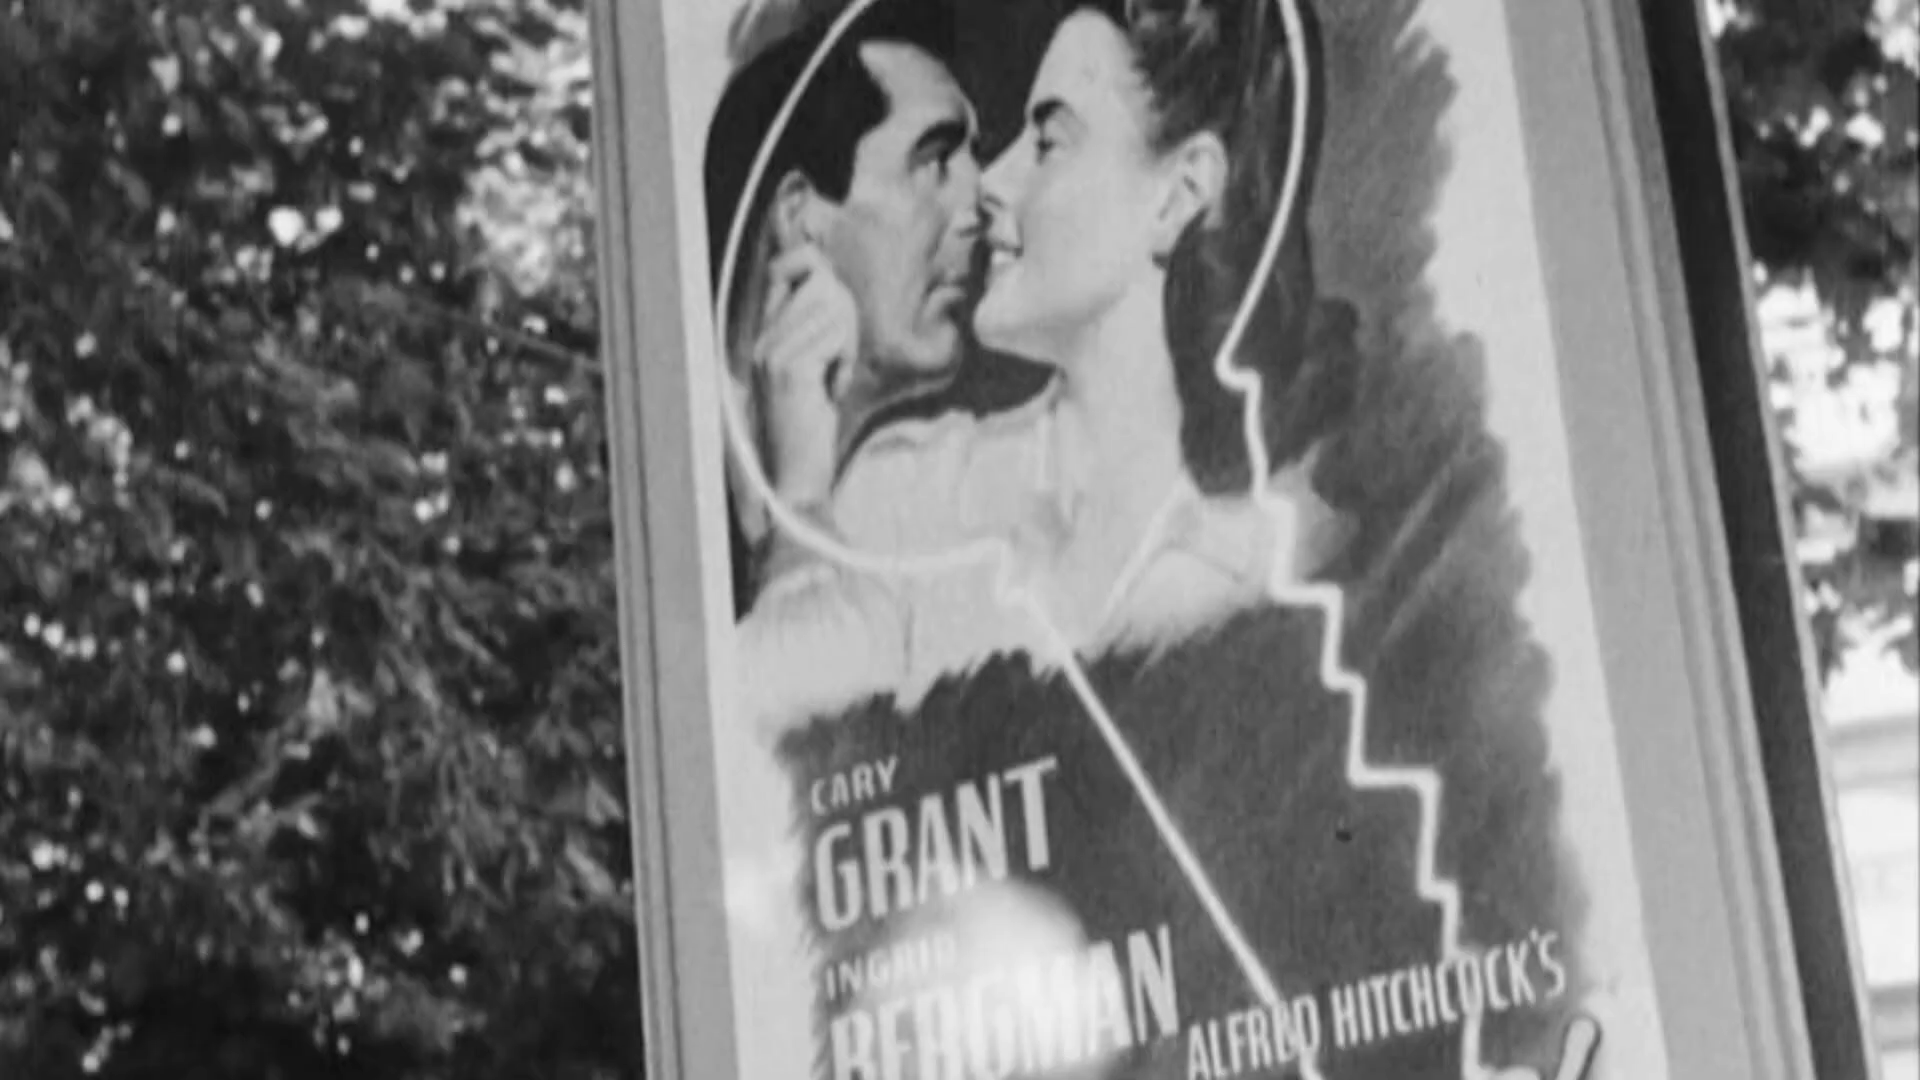 CARY
GRANT
INGRID
BERGMAN
ALFRED HITCHCOCK'S